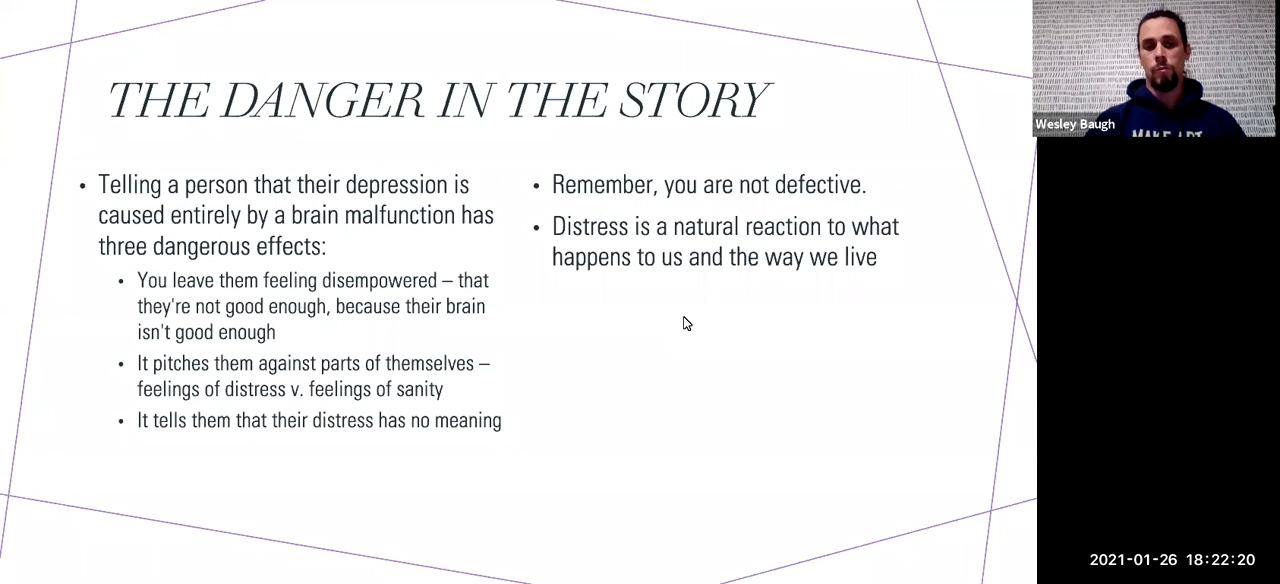 THE DANGER IN THE STORY
• Telling a person that their depression is
caused entirely by a brain malfunction has
three dangerous effects:
• You leave them feeling disempowered – that
they're not good enough, because their brain
isn't good enough
• It pitches them against parts of themselves –
feelings of distress v. feelings of sanity
• It tells them that their distress has no meaning
• Remember, you are not defective.
• Distress is a natural reaction to what
happens to us and the way we live
Wesley Baugh
MAKE ART
2021-01-26 18:22:20